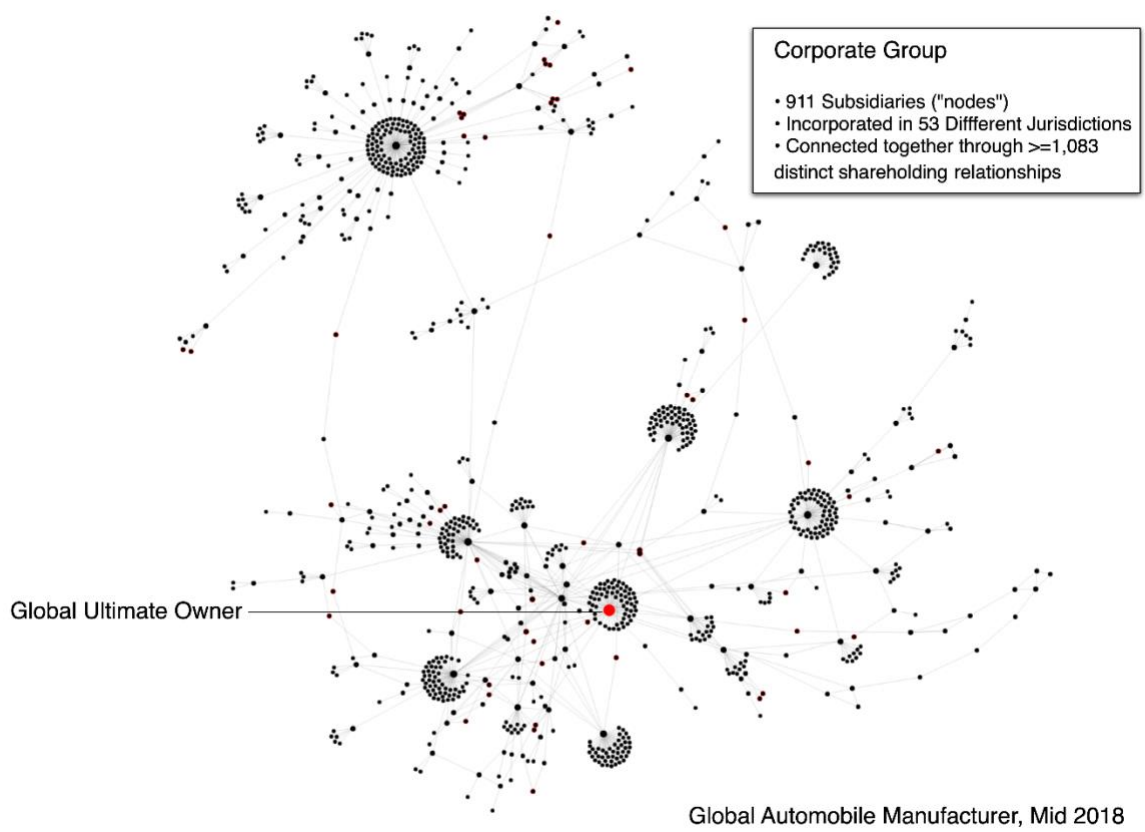 Corporate Group
• 911 Subsidiaries ("nodes")
• Incorporated in 53 Diffferent Jurisdictions
• Connected together through >=1,083
distinct shareholding relationships
Global Ultimate Owner
Global Automobile Manufacturer, Mid 2018